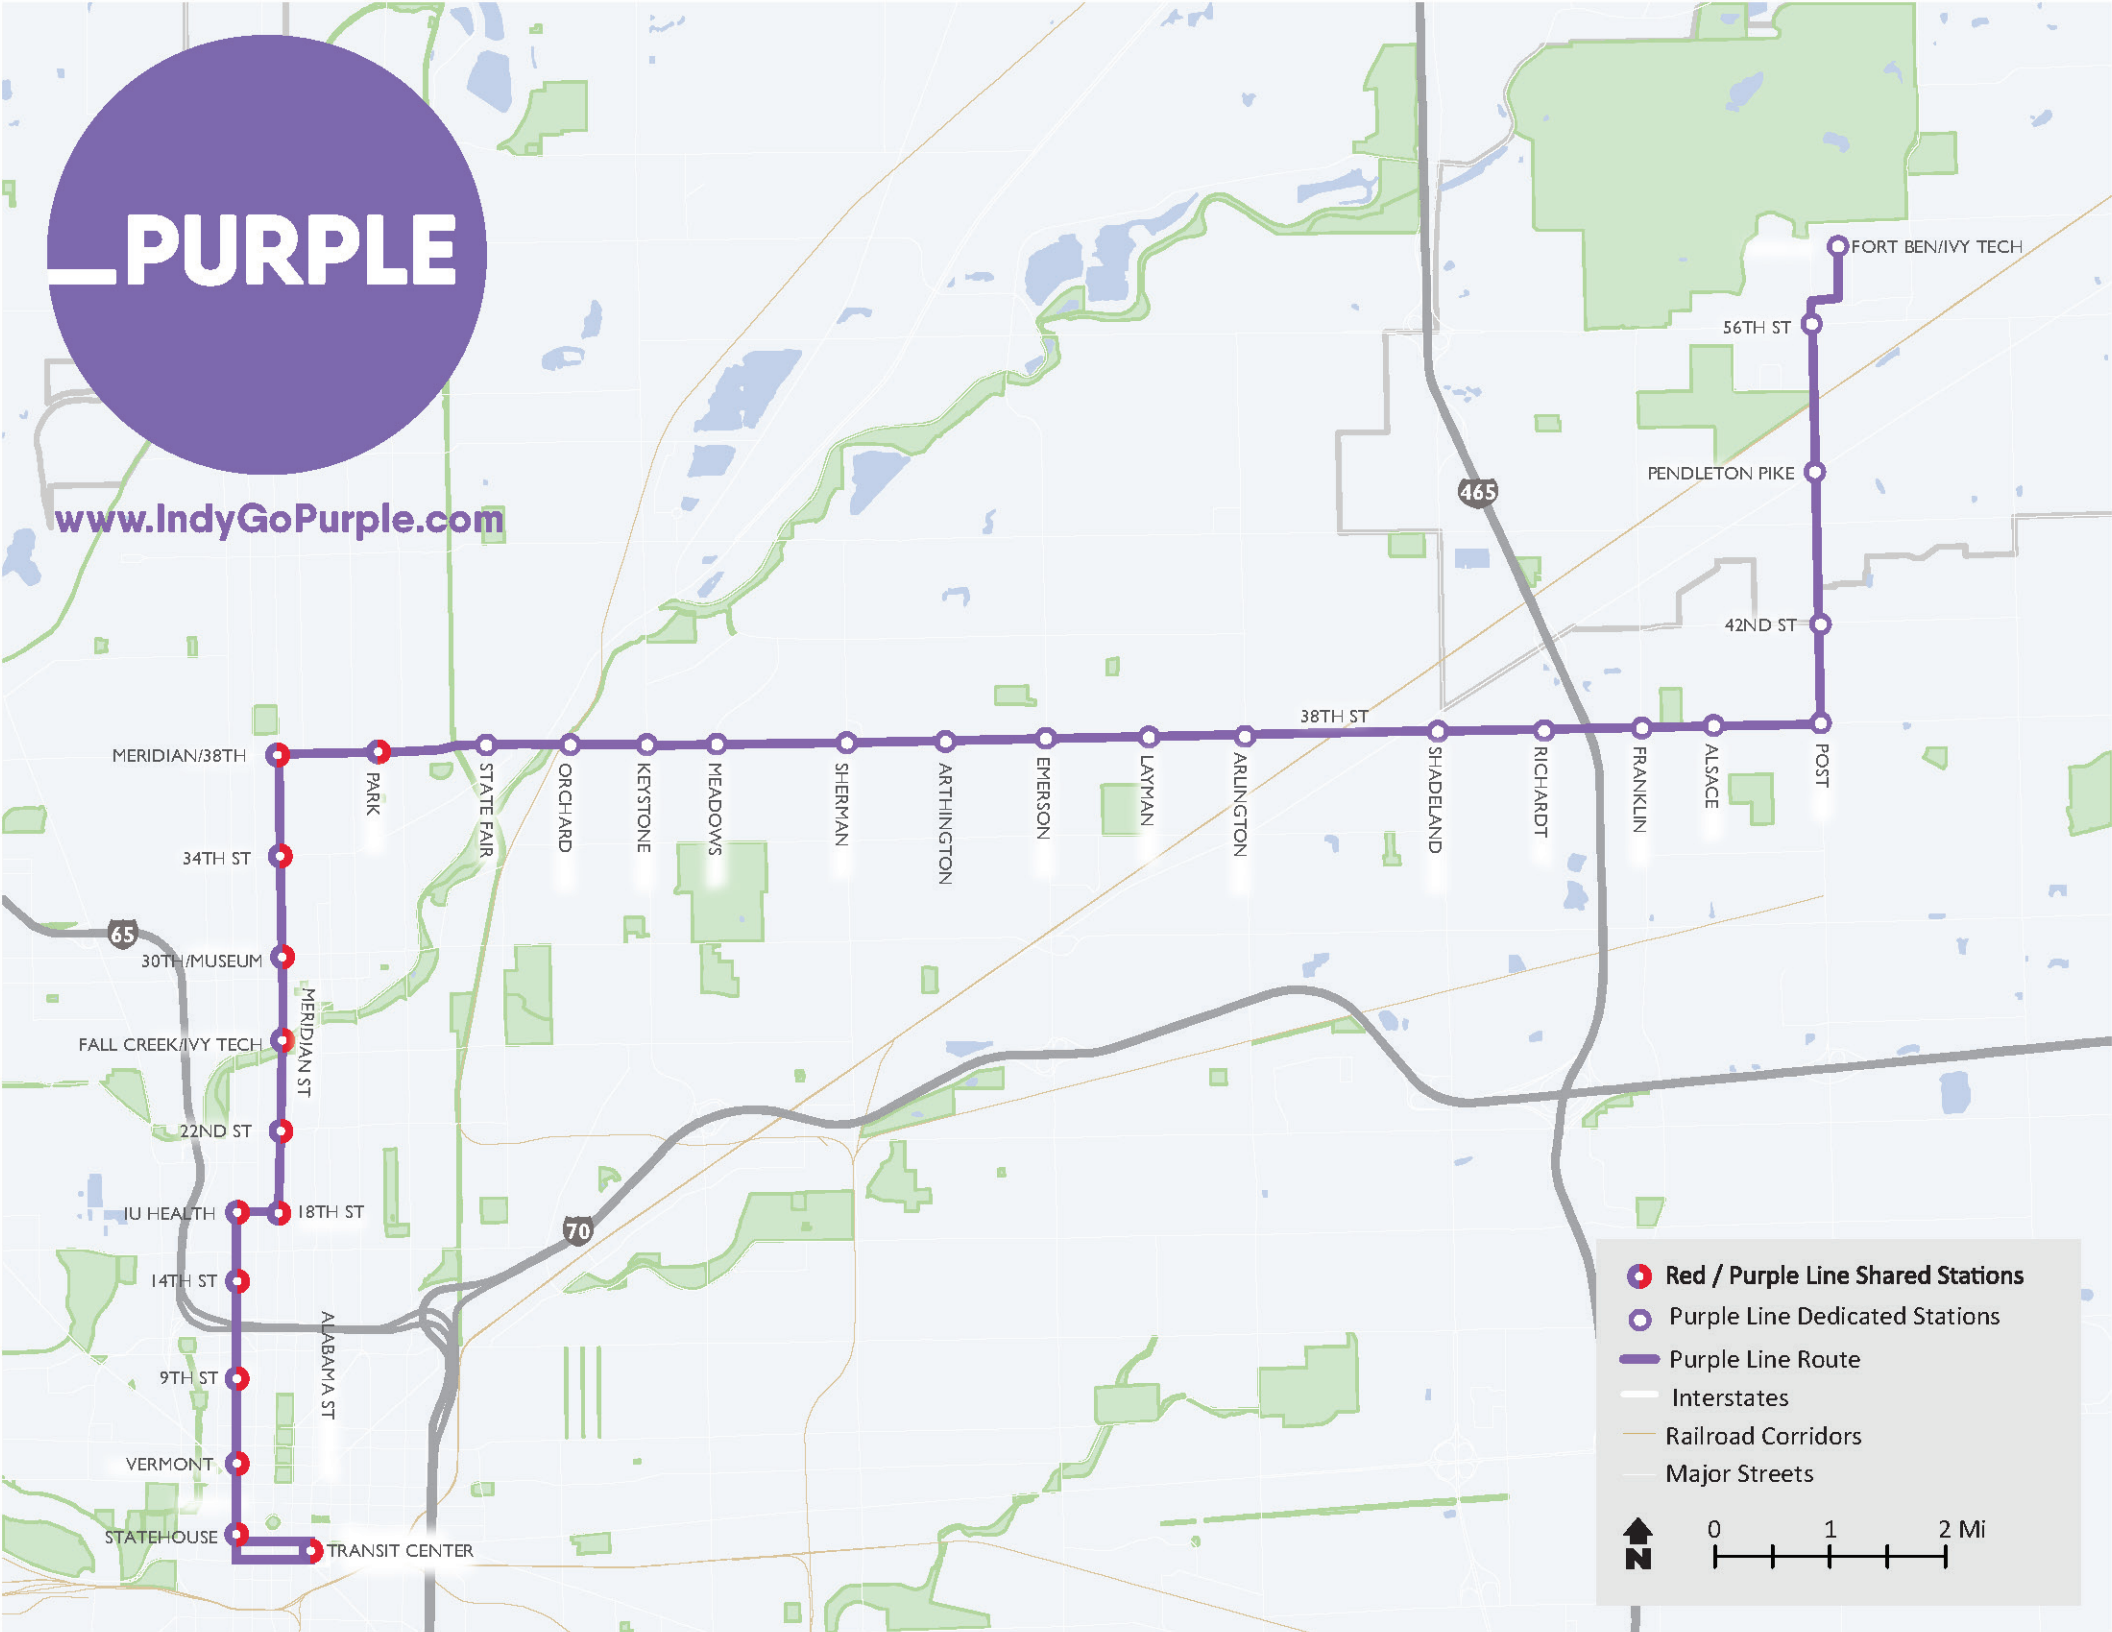 _PURPLE
www.IndyGoPurple.com
FORT BEN/IVY TECH
56TH ST
PENDLETON PIKE
465
42ND ST
38TH ST
MERIDIAN/38TH
PARK
STATE FAIR
ORCHARD
KEYSTONE
MEADOWS
SHERMAN
ARTHINGTON
EMERSON
LAYMAN
ARLINGTON
SHADELAND
RICHARDT
FRANKLIN
ALSACE
POST
34TH ST
65
30TH/MUSEUM
MERIDIAN ST
FALL CREEK/IVY TECH
22ND ST
IU HEALTH
18TH ST
70
14TH ST
ALABAMA ST
9TH ST
VERMONT
STATEHOUSE
TRANSIT CENTER
Red / Purple Line Shared Stations
Purple Line Dedicated Stations
Purple Line Route
Interstates
Railroad Corridors
Major Streets
N
0 1 2 Mi